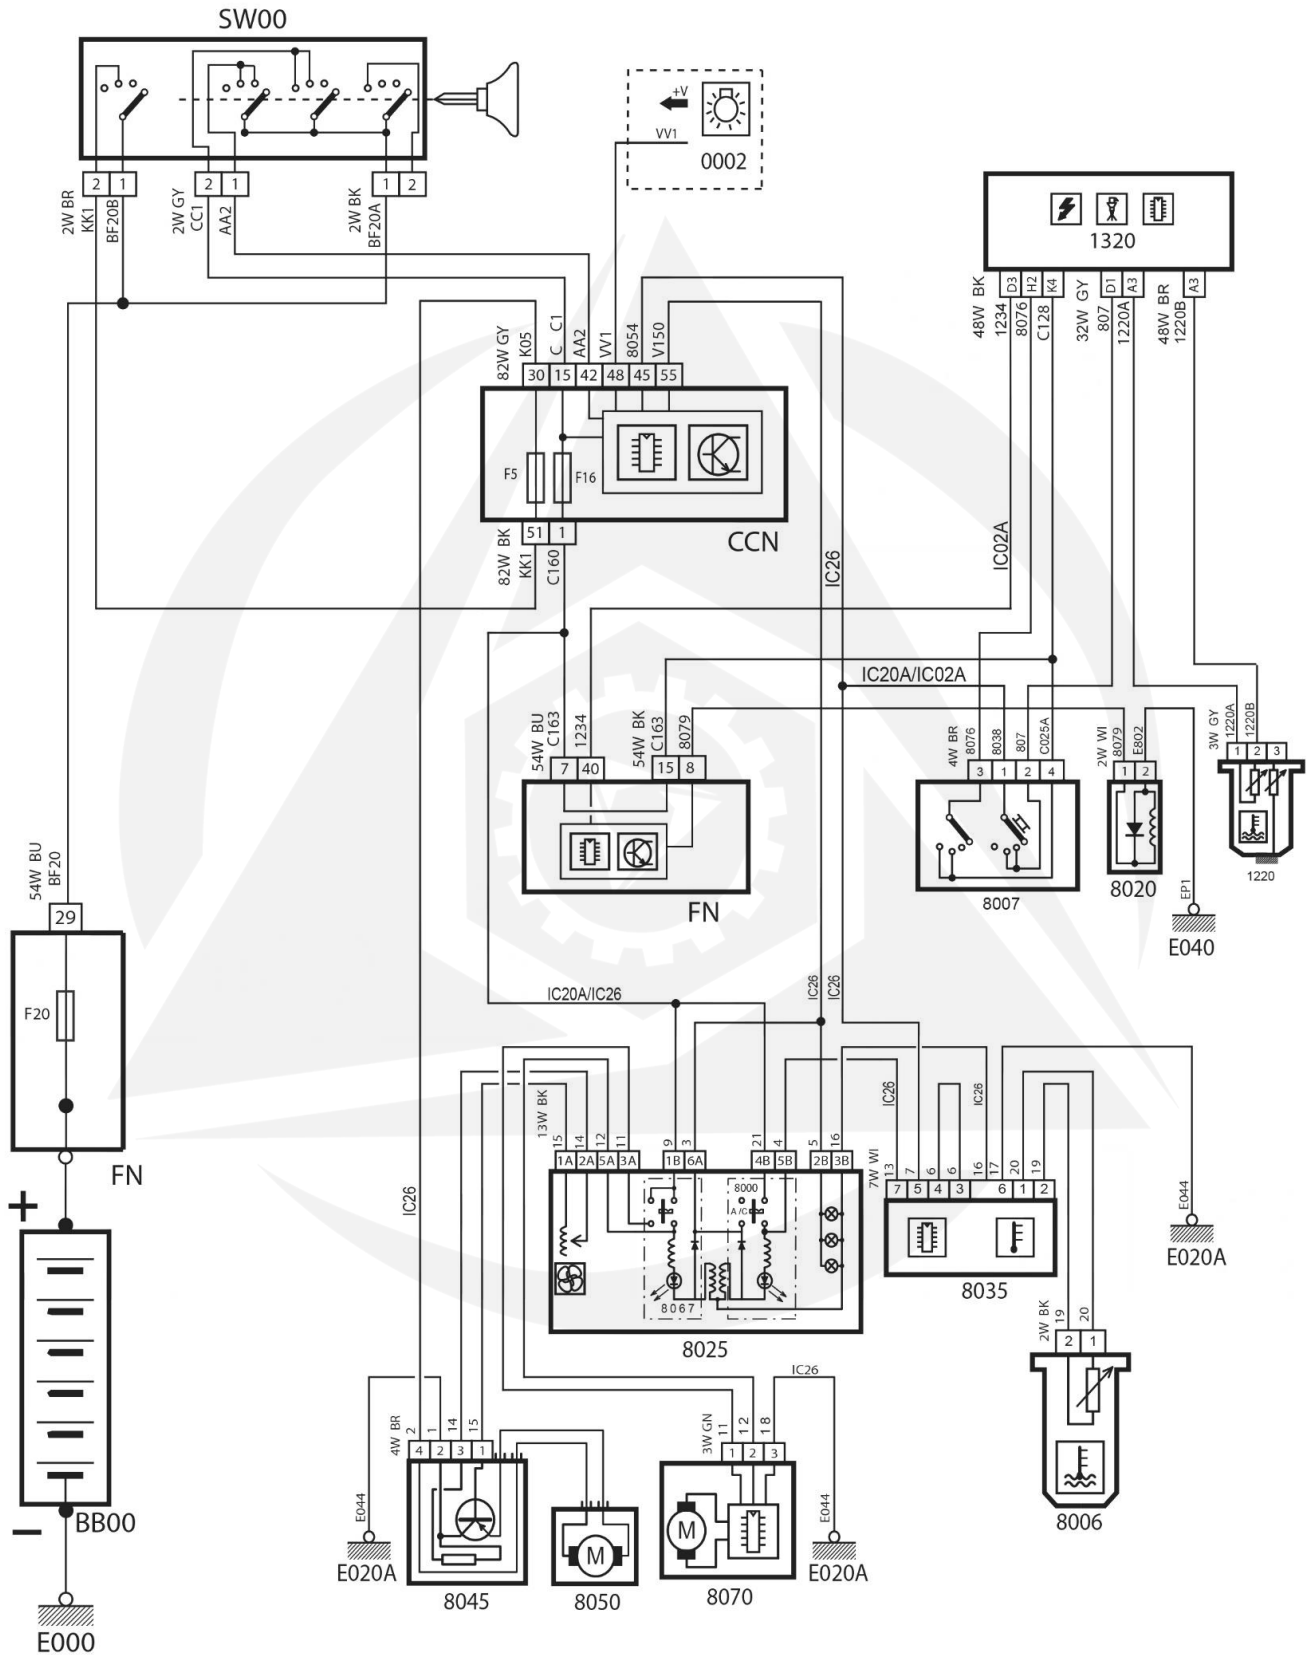 SW00
2 1 2 1 1 2
2W BR
KK1
BF20B
2W GY
CC1
AA2
2W BK
BF20A
+V
VV1
0002
1320
D3 H2 K4 D1 A3 A3
48W BK
1234
8076
C128
32W GY
807
1220A
48W BR
1220B
82W GY
K05
C C1
AA2
VV1
8054
V150
30 15 42 48 45 55
F5
F16
51 1
CCN
82W BK
KK1
C160
IC26
IC02A
IC20A/IC02A
54W BU
C163
1234
54W BK
C163
8079
7 40 15 8
FN
4W BR
8076
8038
807
C025A
3 1 2 4
8007
2W WI
8079
E802
1 2
8020
3W GY
1220A
1220B
1 2 3
1220
EP1
E040
54W BU
BF20
29
F20
FN
+
BB00
−
E000
IC20A/IC26
IC26
IC26
IC26
IC26
IC26
13W BK
15 14 12 11 9 3 21 4 5 16
1A 2A 5A 3A 1B 6A 4B 5B 2B 3B
8000
A/C
8067
8025
7W WI
13 7 6 6 16 17 20 19
7 5 4 3 6 1 2
8035
E044
E020A
2W BK
19 20
2 1
8006
4W BR
2 1 14 15
4 2 3 1
8045
E044
E020A
M
8050
3W GN
11 12 18
1 2 3
M
8070
IC26
E044
E020A